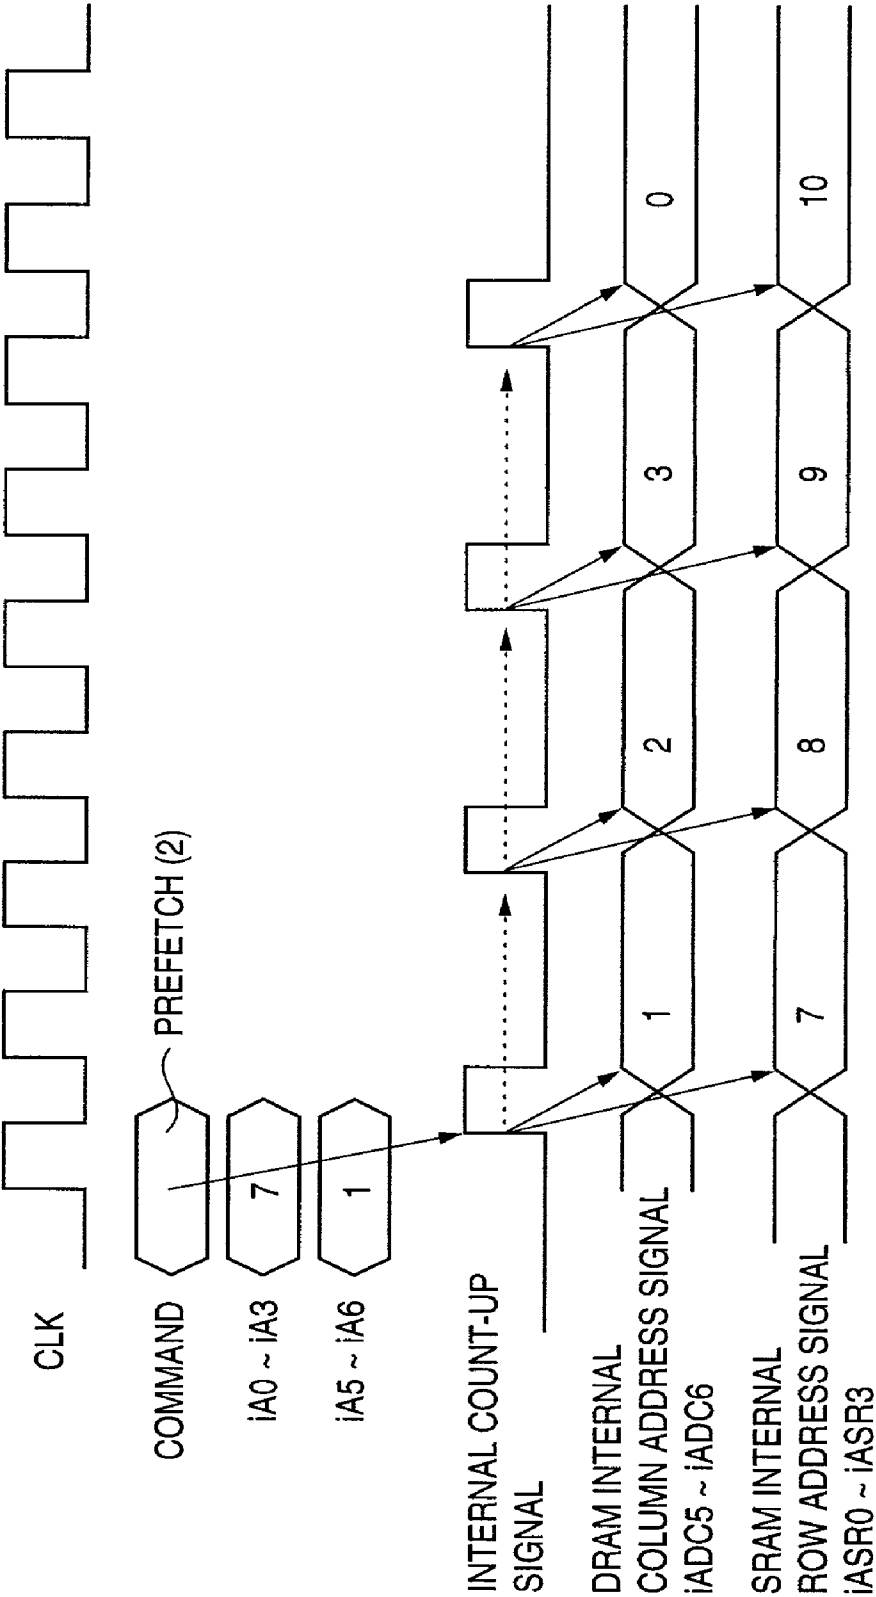 CLK
COMMAND
PREFETCH (2)
iA0 ~ iA3
7
iA5 ~ iA6
1
INTERNAL COUNT-UP
SIGNAL
DRAM INTERNAL
COLUMN ADDRESS SIGNAL
iADC5 ~ iADC6
1
2
3
0
SRAM INTERNAL
ROW ADDRESS SIGNAL
iASR0 ~ iASR3
7
8
9
10